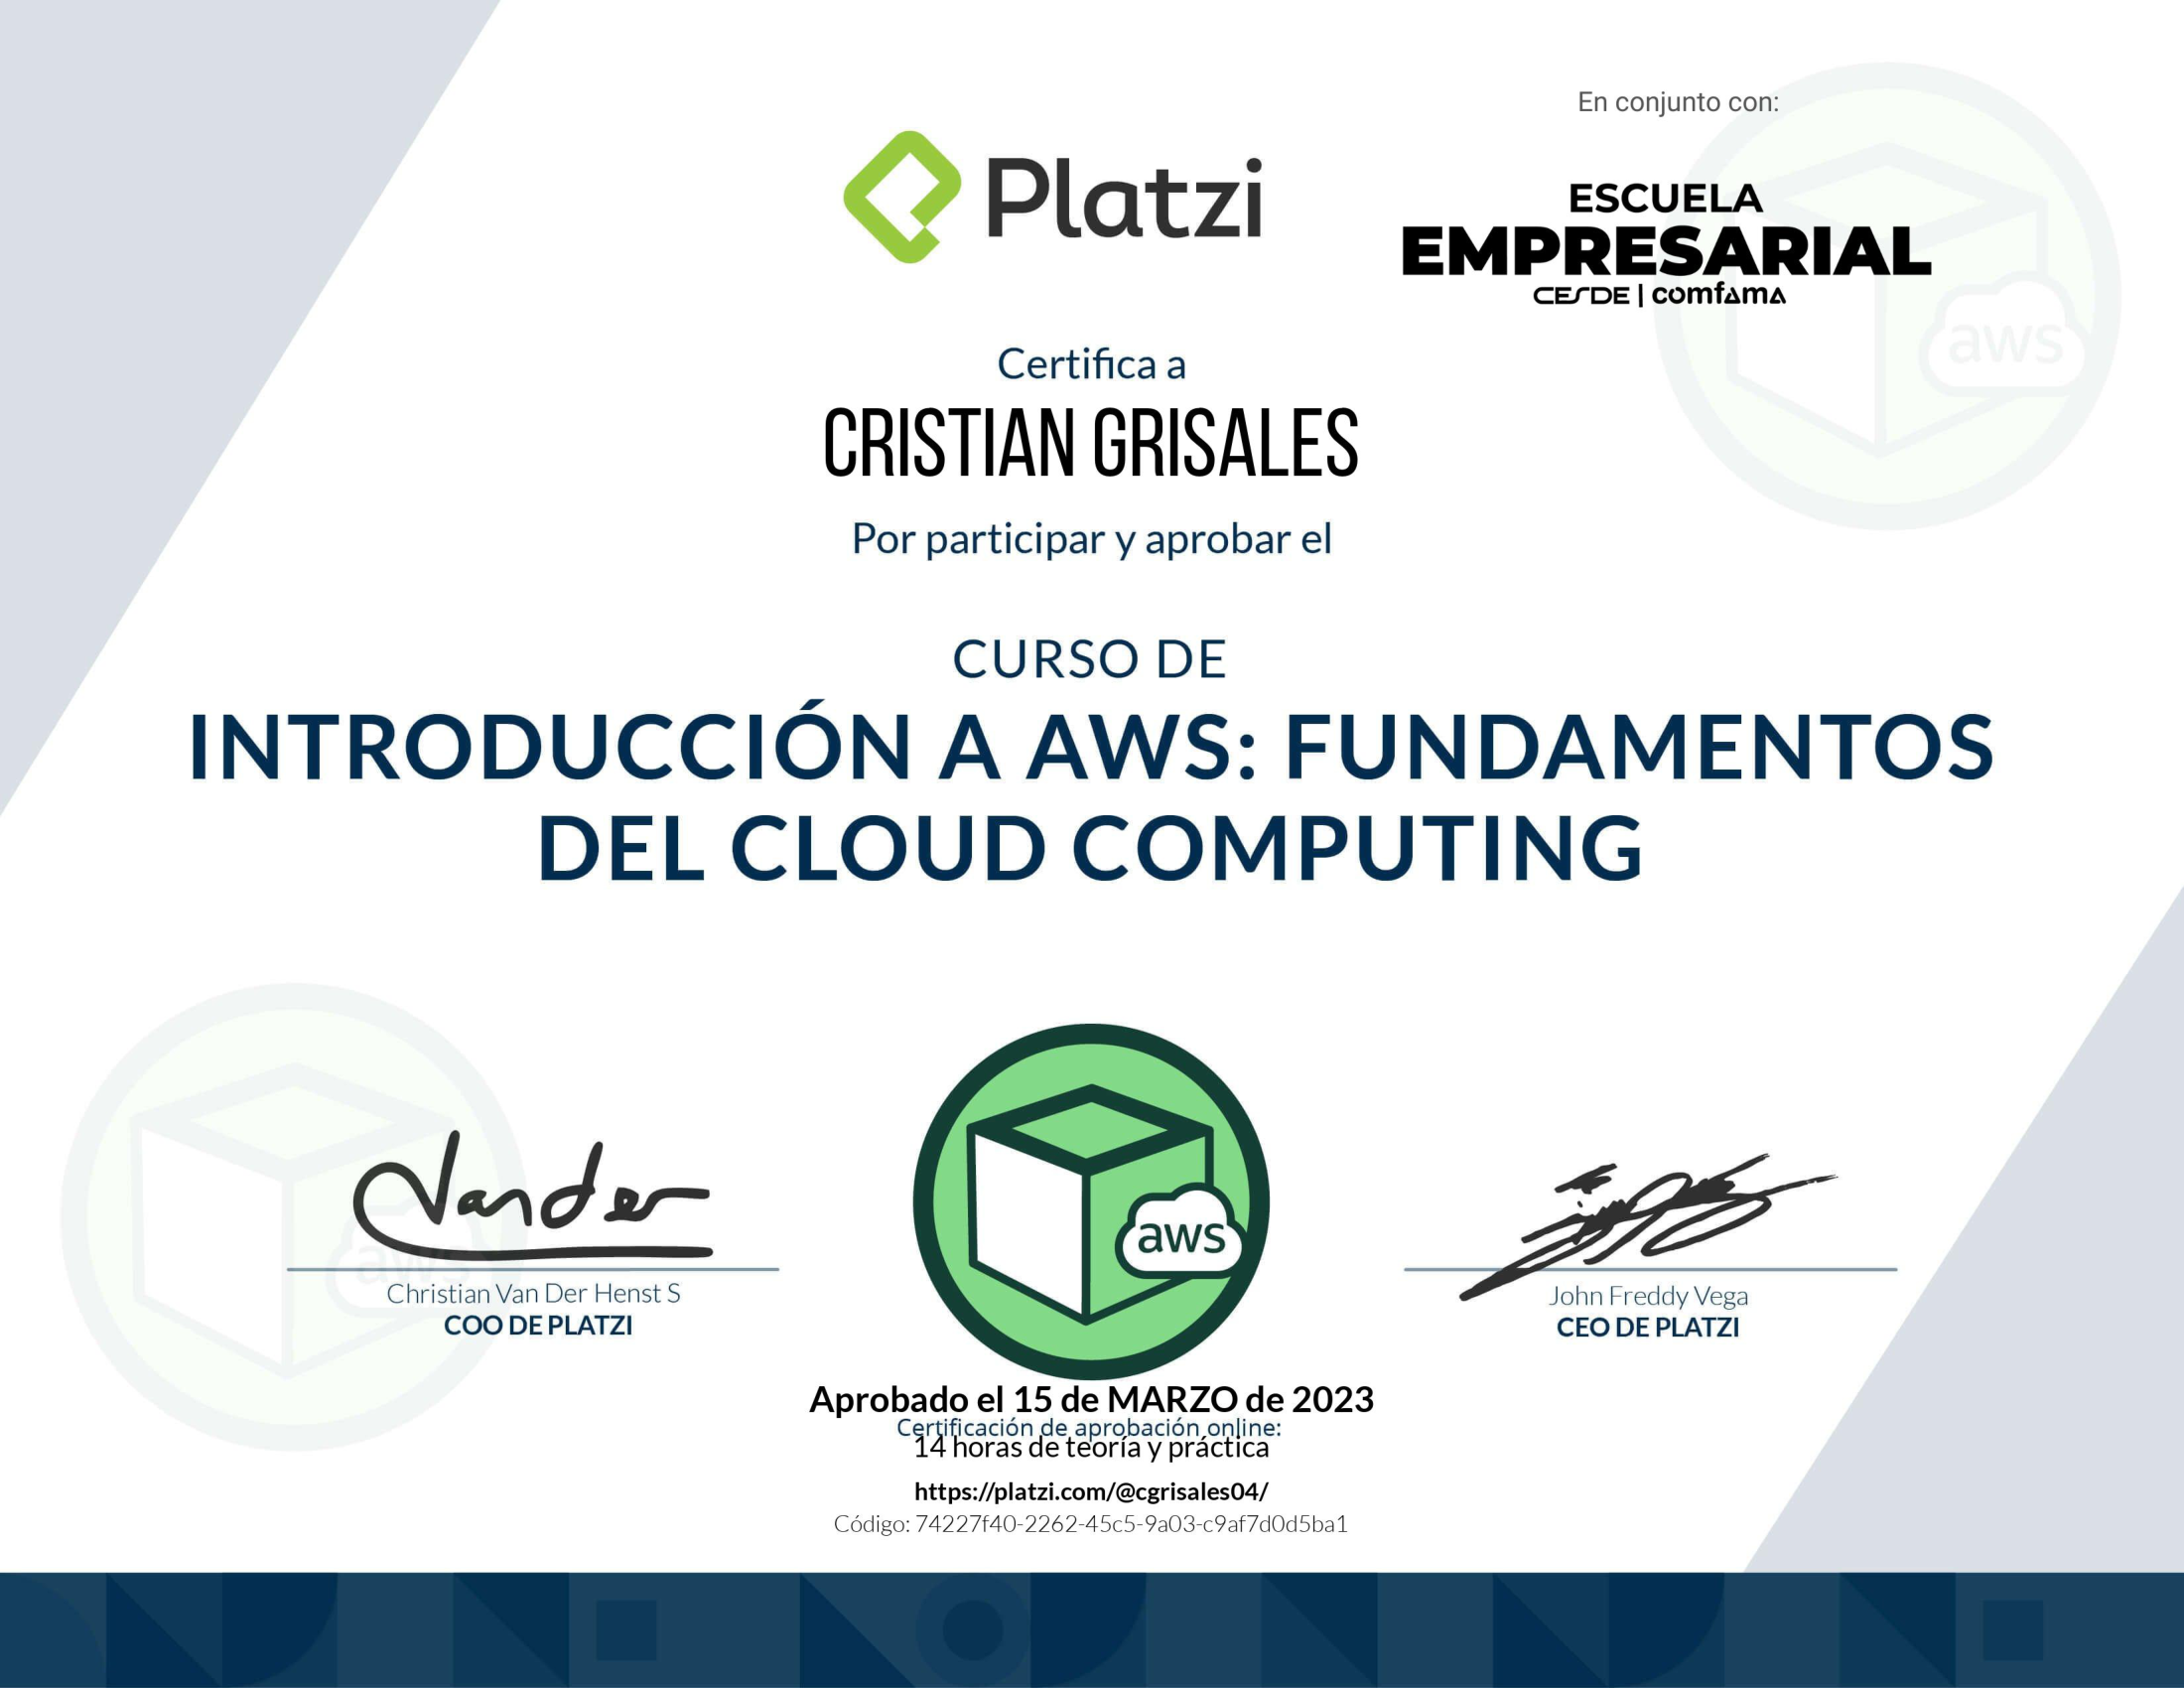 En conjunto con:
Platzi
ESCUELA
EMPRESARIAL
CESDE | comfama
aws
Certifica a
CRISTIAN GRISALES
Por participar y aprobar el
CURSO DE
INTRODUCCIÓN A AWS: FUNDAMENTOS
DEL CLOUD COMPUTING
Vander
aws
aws
Christian Van Der Henst S
COO DE PLATZI
John Freddy Vega
CEO DE PLATZI
Aprobado el 15 de MARZO de 2023
Certificación de aprobación online:
14 horas de teoría y práctica
https://platzi.com/@cgrisales04/
Código: 74227f40-2262-45c5-9a03-c9af7d0d5ba1